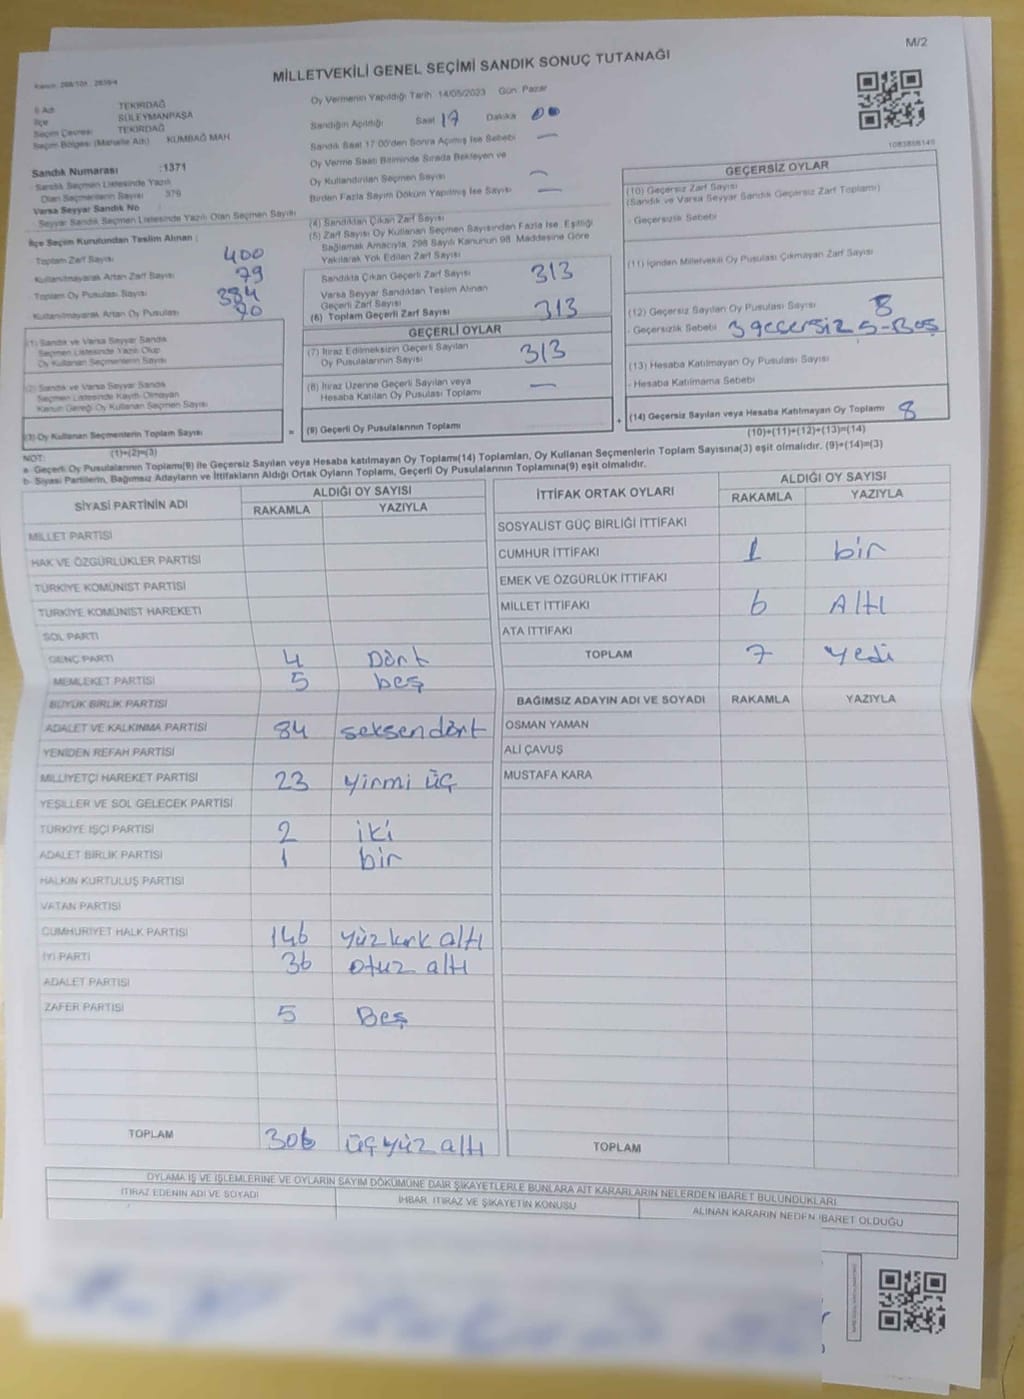 M/2
MİLLETVEKİLİ GENEL SEÇİMİ SANDIK SONUÇ TUTANAĞI
İl Adı TEKİRDAĞ
İlçe SÜLEYMANPAŞA
Seçim Çevresi TEKİRDAĞ
Seçim Bölgesi (Mahalle Adı) KUMBAĞ MAH
Sandık Numarası :1371
Sandık Seçmen Listesinde Yazılı
Olan Seçmenlerin Sayısı 379
Varsa Seyyar Sandık No
Seyyar Sandık Seçmen Listesinde Yazılı Olan Seçmen Sayısı
İlçe Seçim Kurulundan Teslim Alınan :
Toplam Zarf Sayısı 400
Kullanılmayarak Artan Zarf Sayısı 79
Toplam Oy Pusulası Sayısı
Kullanılmayarak Artan Oy Pusulası
(1) Sandık ve Varsa Seyyar Sandık
Seçmen Listesinde Yazılı Olup
Oy Kullanan Seçmenlerin Sayısı
(2) Sandık ve Varsa Seyyar Sandık
Seçmen Listesinde Kayıtlı Olmayan
Kanun Gereği Oy Kullanan Seçmen Sayısı
(3) Oy Kullanan Seçmenlerin Toplam Sayısı
(1)+(2)=(3)
Oy Vermenin Yapıldığı Tarih: 14/05/2023 Gün: Pazar
Sandığın Açıldığı Saat 17 Dakika 00
Sandık Saat 17.00'den Sonra Açılmış İse Sebebi —
Oy Verme Saati Bitiminde Sırada Bekleyen ve
Oy Kullandırılan Seçmen Sayısı —
Birden Fazla Sayım Döküm Yapılmış İse Sayısı —
(4) Sandıktan Çıkan Zarf Sayısı
(5) Zarf Sayısı Oy Kullanan Seçmen Sayısından Fazla İse, Eşitliği
Sağlamak Amacıyla, 298 Sayılı Kanunun 98. Maddesine Göre
Yakılarak Yok Edilen Zarf Sayısı
Sandıkta Çıkan Geçerli Zarf Sayısı 313
Varsa Seyyar Sandıktan Teslim Alınan
Geçerli Zarf Sayısı
(6) Toplam Geçerli Zarf Sayısı 313
GEÇERLİ OYLAR
(7) İtiraz Edilmeksizin Geçerli Sayılan
Oy Pusulalarının Sayısı 313
(8) İtiraz Üzerine Geçerli Sayılan veya
Hesaba Katılan Oy Pusulası Toplamı —
= (9) Geçerli Oy Pusulalarının Toplamı +
GEÇERSİZ OYLAR
(10) Geçersiz Zarf Sayısı
(Sandık ve Varsa Seyyar Sandık Geçersiz Zarf Toplamı)
- Geçersizlik Sebebi
(11) İçinden Milletvekili Oy Pusulası Çıkmayan Zarf Sayısı
(12) Geçersiz Sayılan Oy Pusulası Sayısı 8
- Geçersizlik Sebebi 3 geçersiz 5-Boş
(13) Hesaba Katılmayan Oy Pusulası Sayısı
- Hesaba Katılmama Sebebi
(14) Geçersiz Sayılan veya Hesaba Katılmayan Oy Toplamı 8
(10)+(11)+(12)+(13)=(14)
NOT:
a- Geçerli Oy Pusulalarının Toplamı(9) ile Geçersiz Sayılan veya Hesaba katılmayan Oy Toplamı(14) Toplamları, Oy Kullanan Seçmenlerin Toplam Sayısına(3) eşit olmalıdır. (9)+(14)=(3)
b- Siyasi Partilerin, Bağımsız Adayların ve İttifakların Aldığı Ortak Oyların Toplamı, Geçerli Oy Pusulalarının Toplamına(9) eşit olmalıdır.
SİYASİ PARTİNİN ADI ALDIĞI OY SAYISI
RAKAMLA YAZIYLA
MİLLET PARTİSİ
HAK VE ÖZGÜRLÜKLER PARTİSİ
TÜRKİYE KOMÜNİST PARTİSİ
TÜRKİYE KOMÜNİST HAREKETİ
SOL PARTİ
GENÇ PARTİ 4 Dört
MEMLEKET PARTİSİ 5 beş
BÜYÜK BİRLİK PARTİSİ
ADALET VE KALKINMA PARTİSİ 84 seksen dört
YENİDEN REFAH PARTİSİ
MİLLİYETÇİ HAREKET PARTİSİ 23 yirmi üç
YEŞİLLER VE SOL GELECEK PARTİSİ
TÜRKİYE İŞÇİ PARTİSİ 2 iki
ADALET BİRLİK PARTİSİ 1 bir
HALKIN KURTULUŞ PARTİSİ
VATAN PARTİSİ
CUMHURİYET HALK PARTİSİ 146 yüz kırk altı
İYİ PARTİ 36 otuz altı
ADALET PARTİSİ
ZAFER PARTİSİ 5 Beş
TOPLAM 306 üç yüz altı
İTTİFAK ORTAK OYLARI ALDIĞI OY SAYISI
RAKAMLA YAZIYLA
SOSYALİST GÜÇ BİRLİĞİ İTTİFAKI
CUMHUR İTTİFAKI 1 bir
EMEK VE ÖZGÜRLÜK İTTİFAKI
MİLLET İTTİFAKI 6 Altı
ATA İTTİFAKI
TOPLAM 7 yedi
BAĞIMSIZ ADAYIN ADI VE SOYADI RAKAMLA YAZIYLA
OSMAN YAMAN
ALİ ÇAVUŞ
MUSTAFA KARA
TOPLAM
OYLAMA İŞ VE İŞLEMLERİNE VE OYLARIN SAYIM DÖKÜMÜNE DAİR ŞİKAYETLERLE BUNLARA AİT KARARLARIN NELERDEN İBARET BULUNDUKLARI
İTİRAZ EDENİN ADI VE SOYADI İHBAR, İTİRAZ VE ŞİKAYETİN KONUSU ALINAN KARARIN NEDEN İBARET OLDUĞU